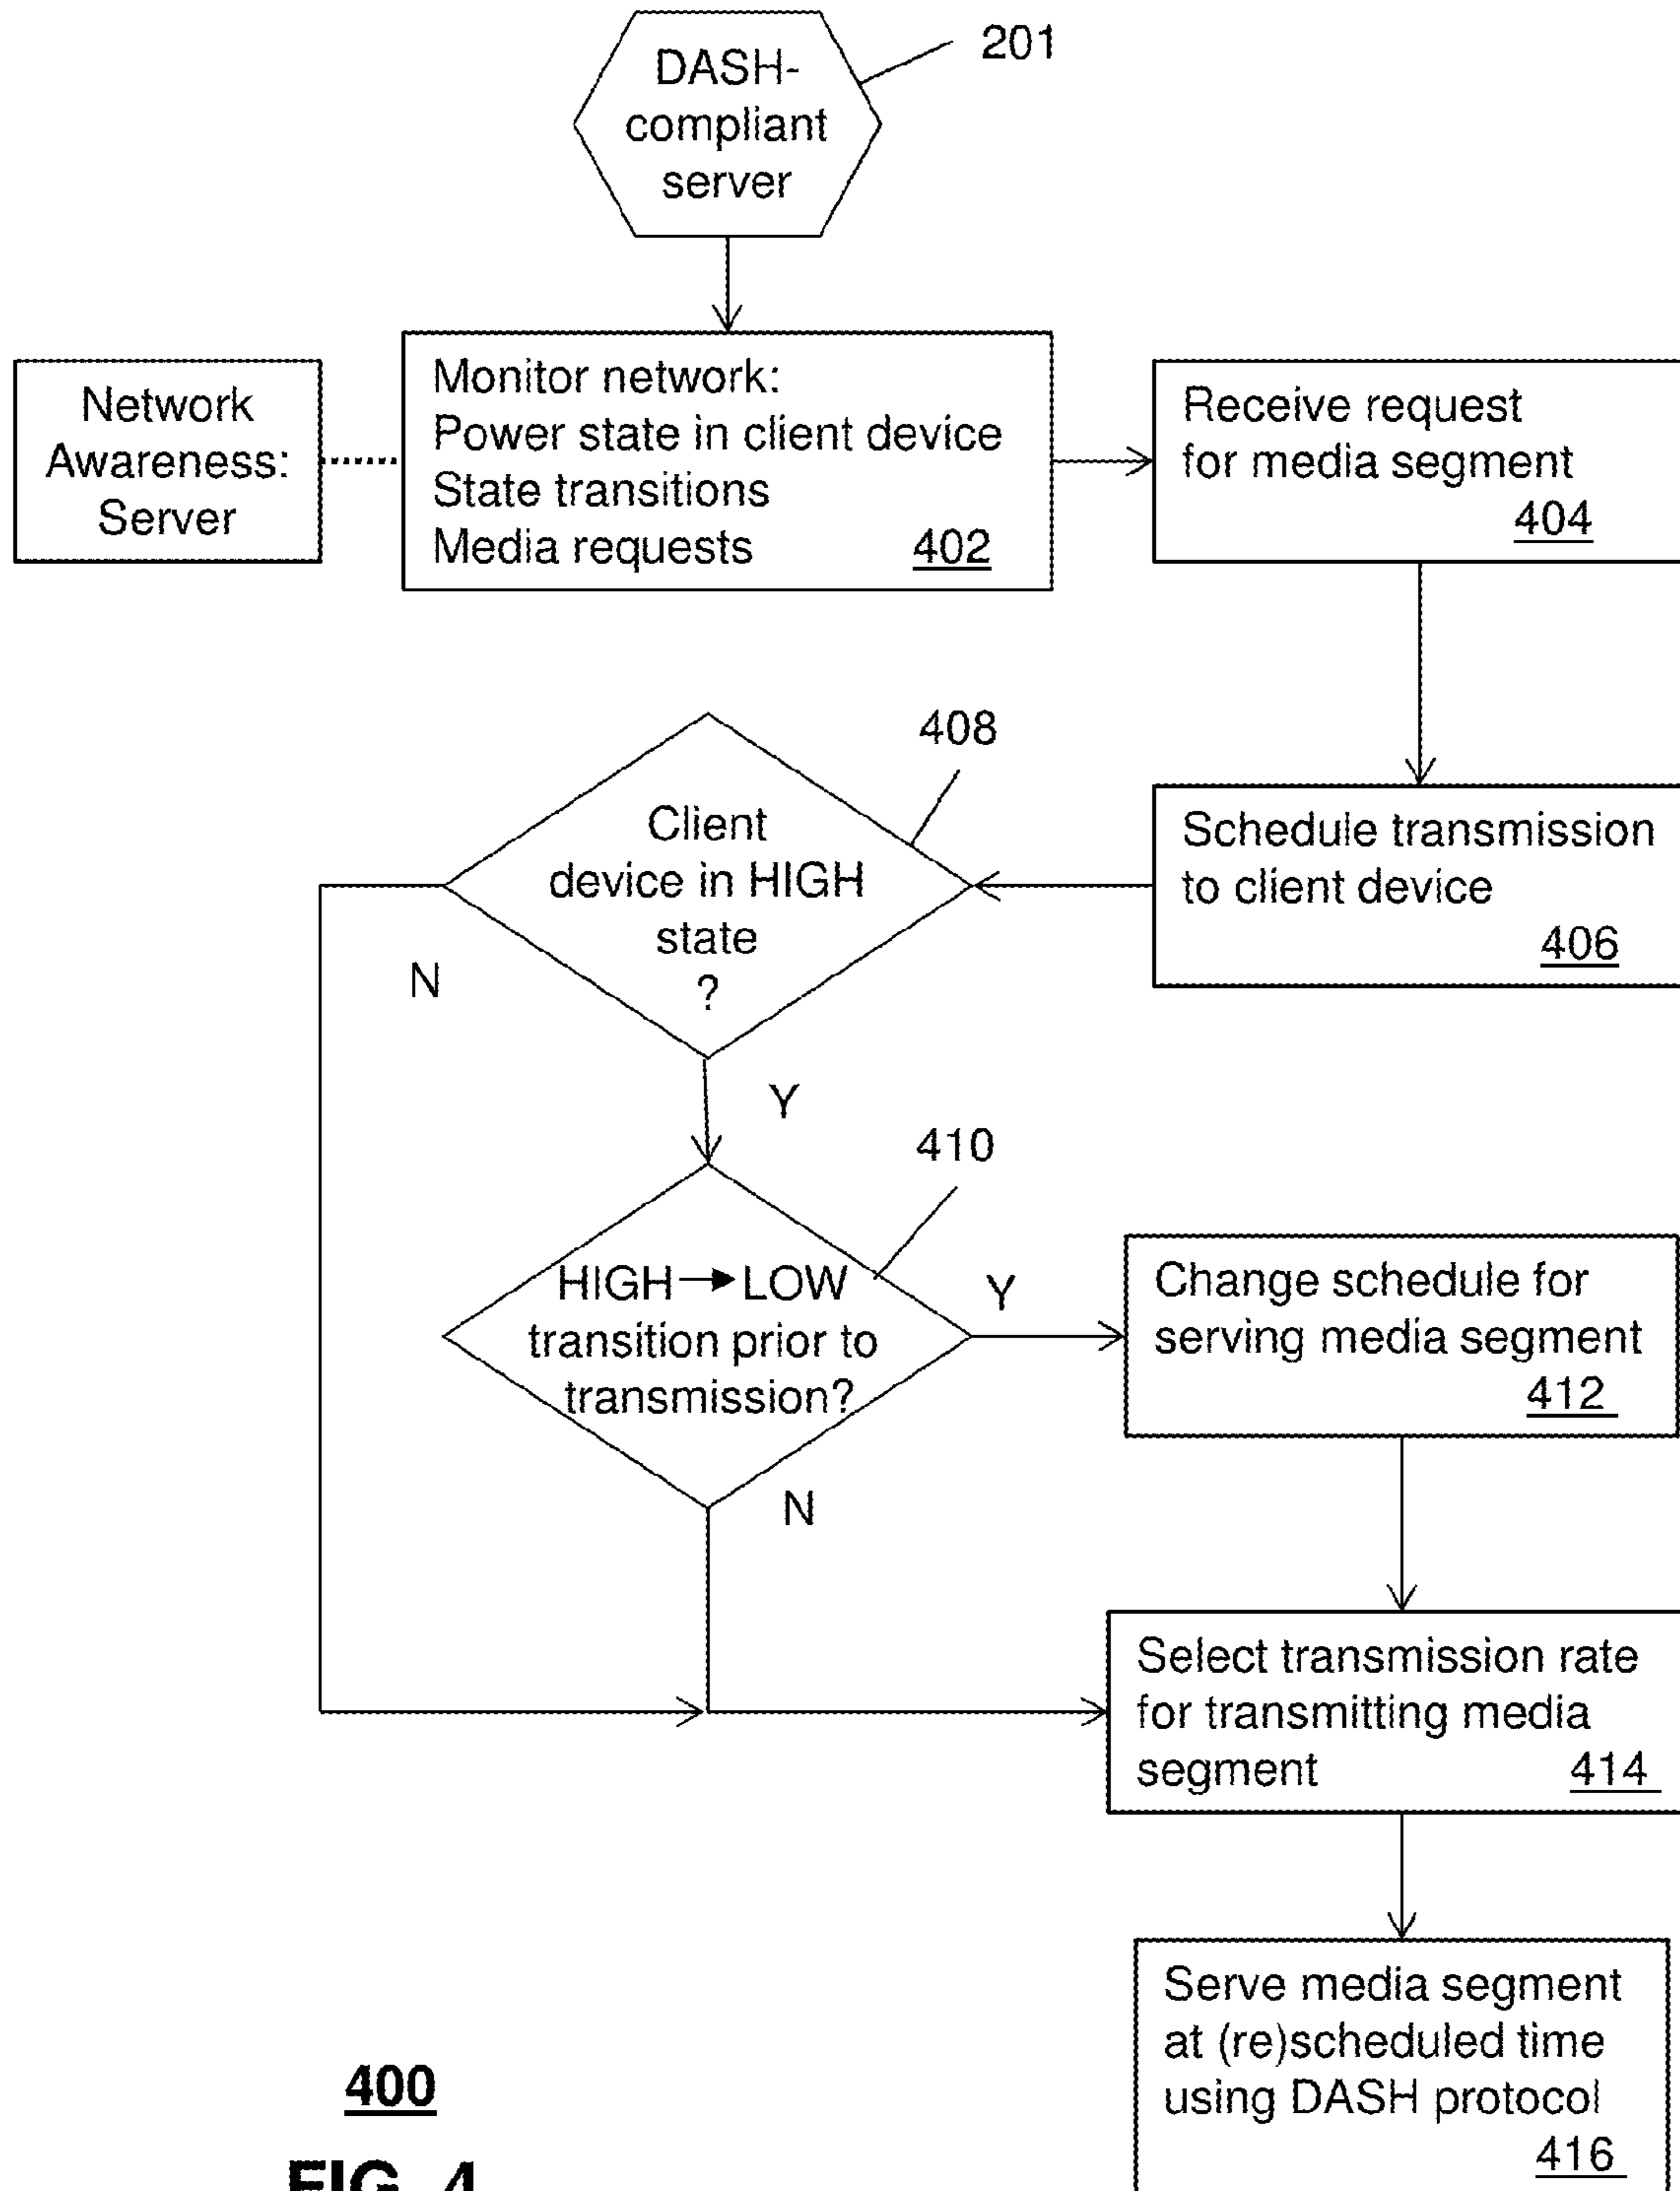 DASH-
compliant
server
201
Network
Awareness:
Server
Monitor network:
Power state in client device
State transitions
Media requests 402
Receive request
for media segment
404
408
Client
device in HIGH
state
?
N
Y
Schedule transmission
to client device
406
410
HIGH→LOW
transition prior to
transmission?
Y
N
Change schedule for
serving media segment
412
Select transmission rate
for transmitting media
segment 414
Serve media segment
at (re)scheduled time
using DASH protocol
416
400
FIG. 4